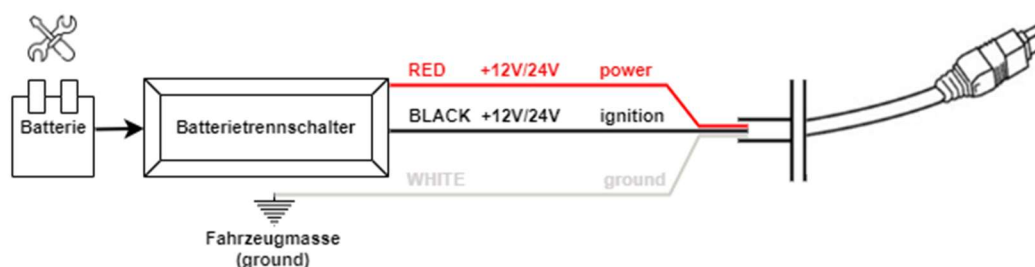 RED +12V/24V power
Batterie
Batterietrennschalter
BLACK +12V/24V ignition
WHITE ground
Fahrzeugmasse
(ground)